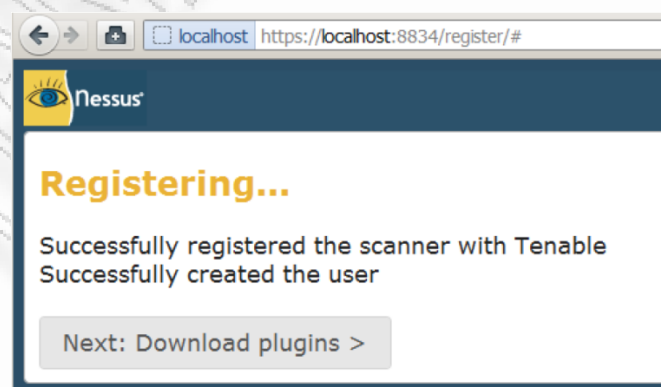 localhost https://localhost:8834/register/#
Nessus
Registering...
Successfully registered the scanner with Tenable
Successfully created the user
Next: Download plugins >